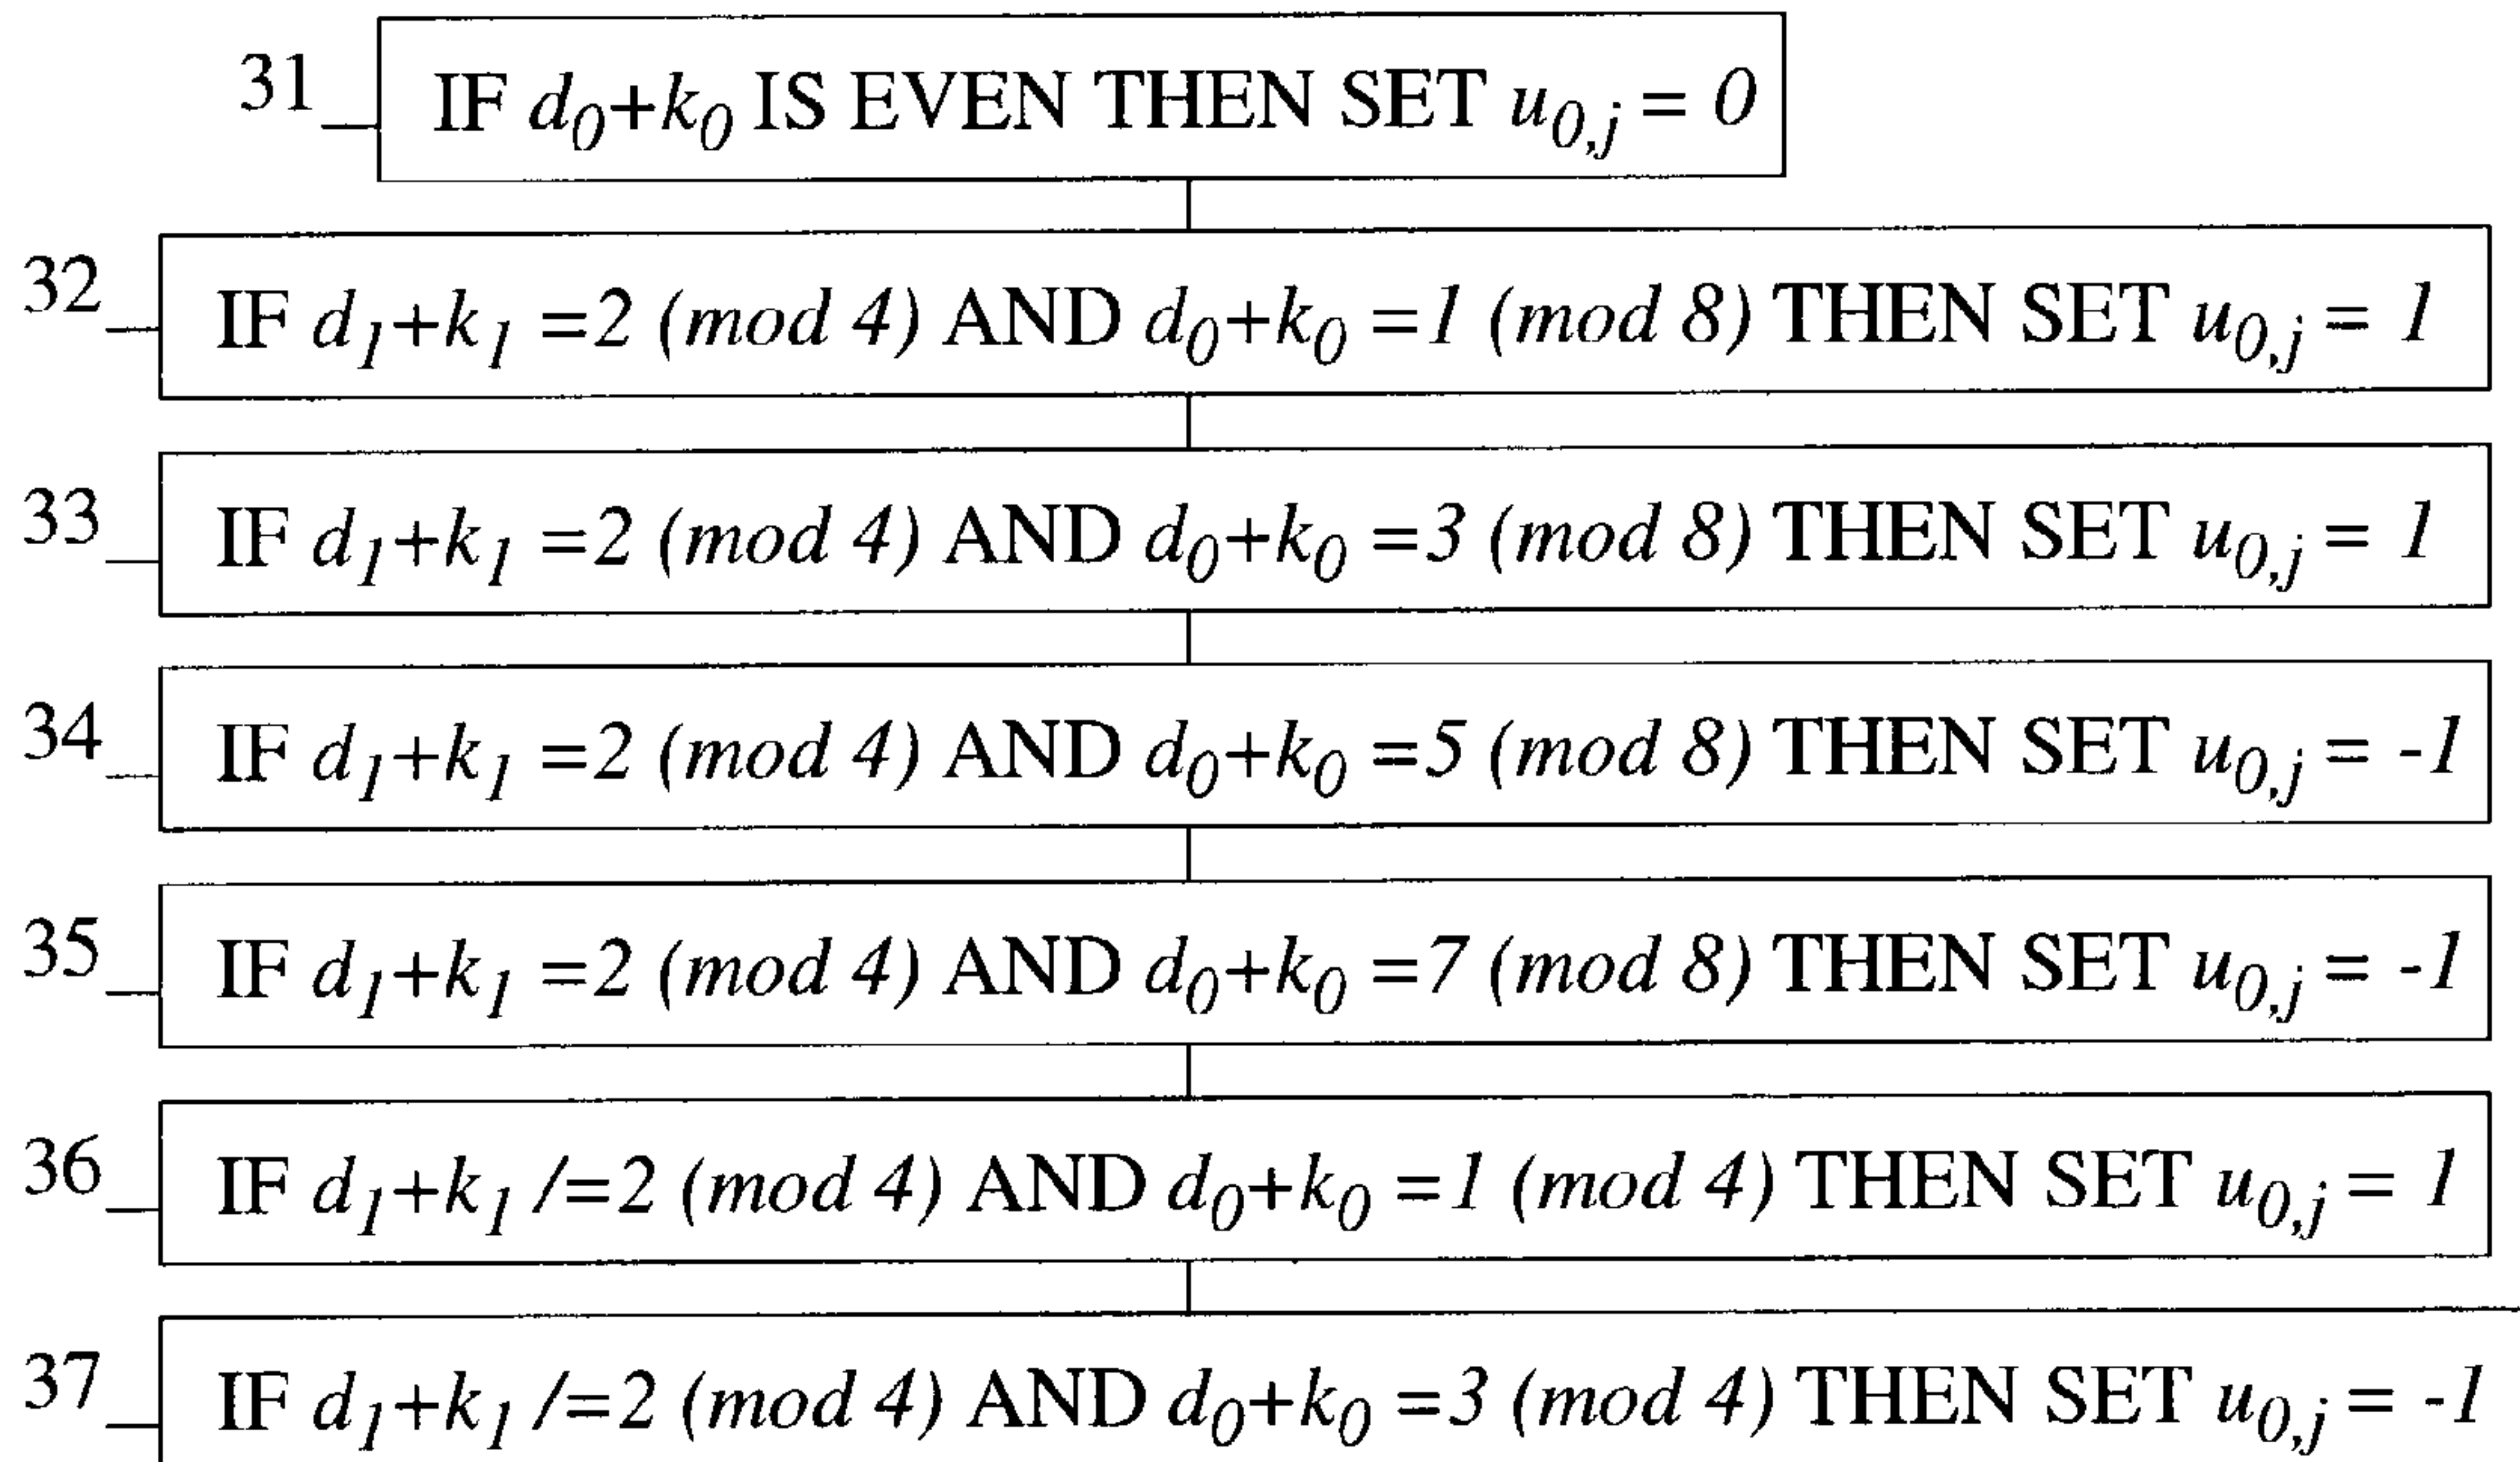 31 IF d₀+k₀ IS EVEN THEN SET u₀,ⱼ = 0
32 IF d₁+k₁ =2 (mod 4) AND d₀+k₀ =1 (mod 8) THEN SET u₀,ⱼ = 1
33 IF d₁+k₁ =2 (mod 4) AND d₀+k₀ =3 (mod 8) THEN SET u₀,ⱼ = 1
34 IF d₁+k₁ =2 (mod 4) AND d₀+k₀ =5 (mod 8) THEN SET u₀,ⱼ = -1
35 IF d₁+k₁ =2 (mod 4) AND d₀+k₀ =7 (mod 8) THEN SET u₀,ⱼ = -1
36 IF d₁+k₁ /=2 (mod 4) AND d₀+k₀ =1 (mod 4) THEN SET u₀,ⱼ = 1
37 IF d₁+k₁ /=2 (mod 4) AND d₀+k₀ =3 (mod 4) THEN SET u₀,ⱼ = -1